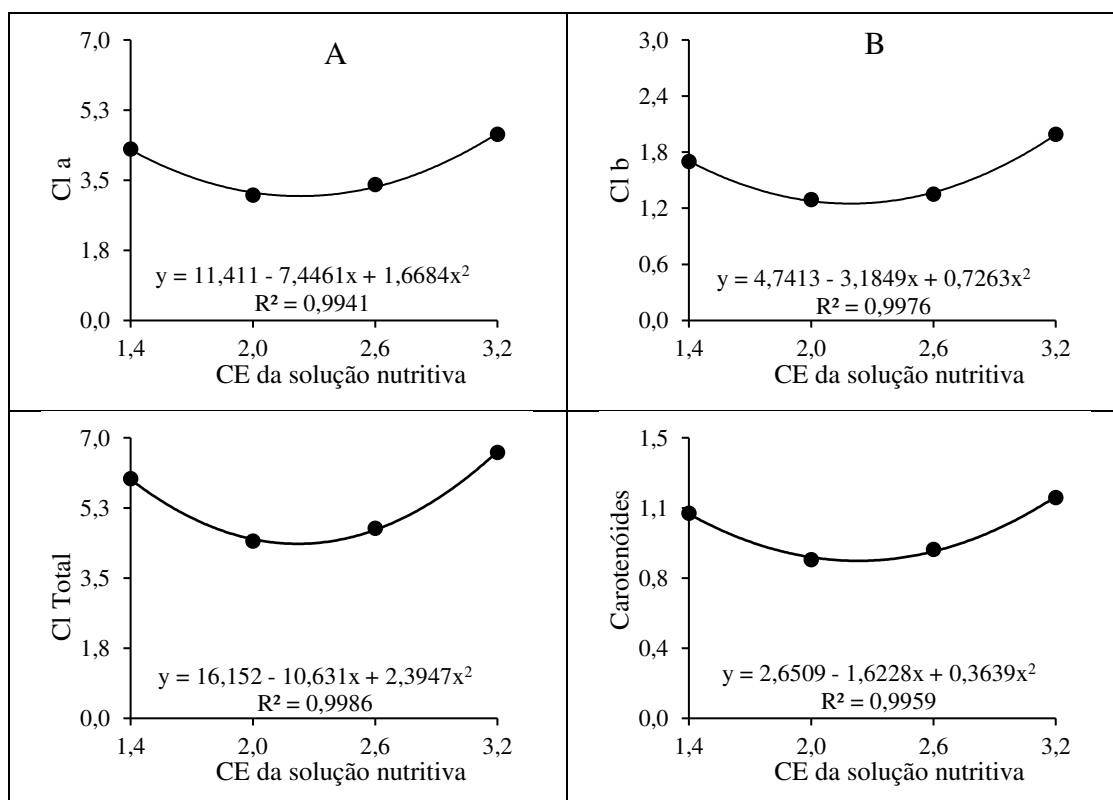 A
7,0
5,3
3,5
1,8
0,0
Cl a
y = 11,411 - 7,4461x + 1,6684x²
R² = 0,9941
1,4 2,0 2,6 3,2
CE da solução nutritiva
B
3,0
2,4
1,8
1,2
0,6
0,0
Cl b
y = 4,7413 - 3,1849x + 0,7263x²
R² = 0,9976
1,4 2,0 2,6 3,2
CE da solução nutritiva
7,0
5,3
3,5
1,8
0,0
Cl Total
y = 16,152 - 10,631x + 2,3947x²
R² = 0,9986
1,4 2,0 2,6 3,2
CE da solução nutritiva
1,5
1,1
0,8
0,4
0,0
Carotenóides
y = 2,6509 - 1,6228x + 0,3639x²
R² = 0,9959
1,4 2,0 2,6 3,2
CE da solução nutritiva